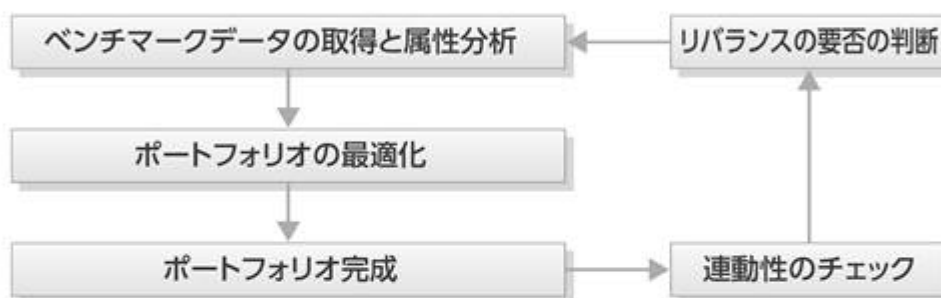 ベンチマークデータの取得と属性分析
リバランスの要否の判断
ポートフォリオの最適化
ポートフォリオ完成
連動性のチェック